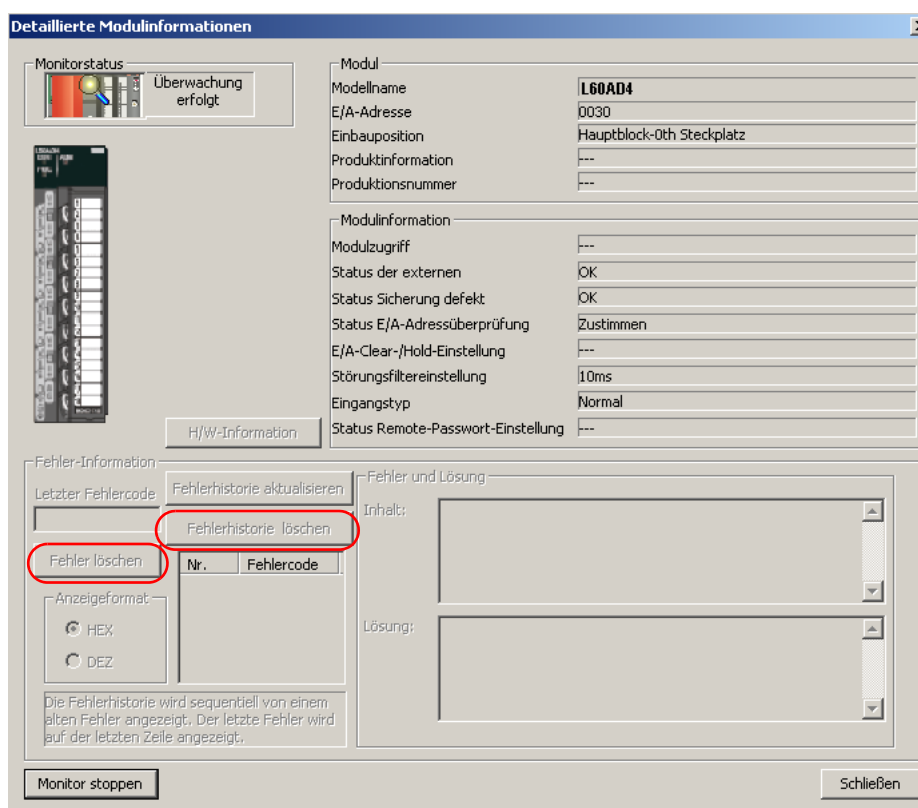 Detaillierte Modulinformationen
Monitorstatus
Überwachung
erfolgt
Modul
Modellname L60AD4
E/A-Adresse 0030
Einbauposition Hauptblock-0th Steckplatz
Produktinformation ---
Produktionsnummer ---
Modulinformation
Modulzugriff ---
Status der externen OK
Status Sicherung defekt OK
Status E/A-Adressüberprüfung Zustimmen
E/A-Clear-/Hold-Einstellung ---
Störungsfiltereinstellung 10ms
Eingangstyp Normal
Status Remote-Passwort-Einstellung ---
H/W-Information
Fehler-Information
Letzter Fehlercode
Fehlerhistorie aktualisieren
Fehlerhistorie löschen
Fehler löschen
Nr. Fehlercode
Anzeigeformat
HEX
DEZ
Die Fehlerhistorie wird sequentiell von einem
alten Fehler angezeigt. Der letzte Fehler wird
auf der letzten Zeile angezeigt.
Fehler und Lösung
Inhalt:
Lösung:
Monitor stoppen
Schließen